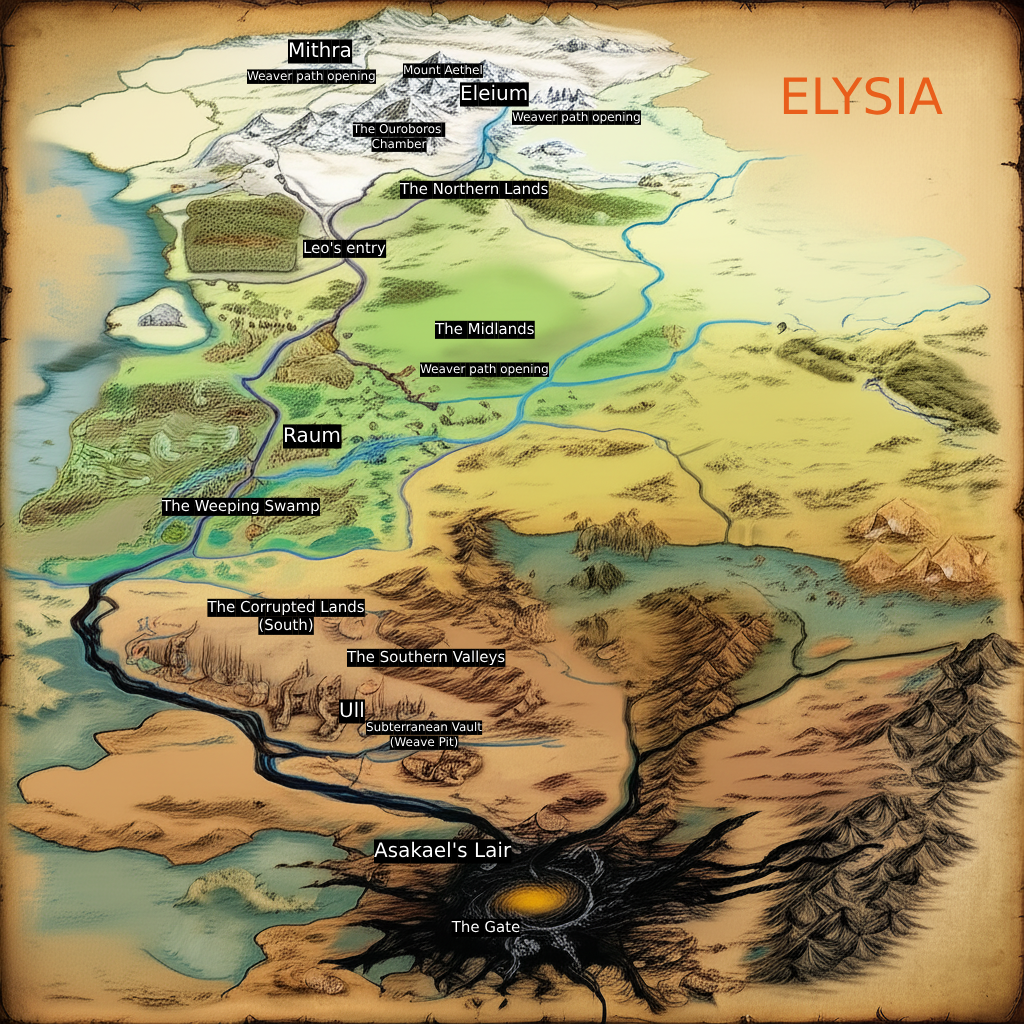 Mithra
Weaver path opening
Mount Aethel
Eleium
ELYSIA
Weaver path opening
The Ouroboros
Chamber
The Northern Lands
Leo's entry
The Midlands
Weaver path opening
Raum
The Weeping Swamp
The Corrupted Lands
(South)
The Southern Valleys
Ull
Subterranean Vault
(Weave Pit)
Asakael's Lair
The Gate